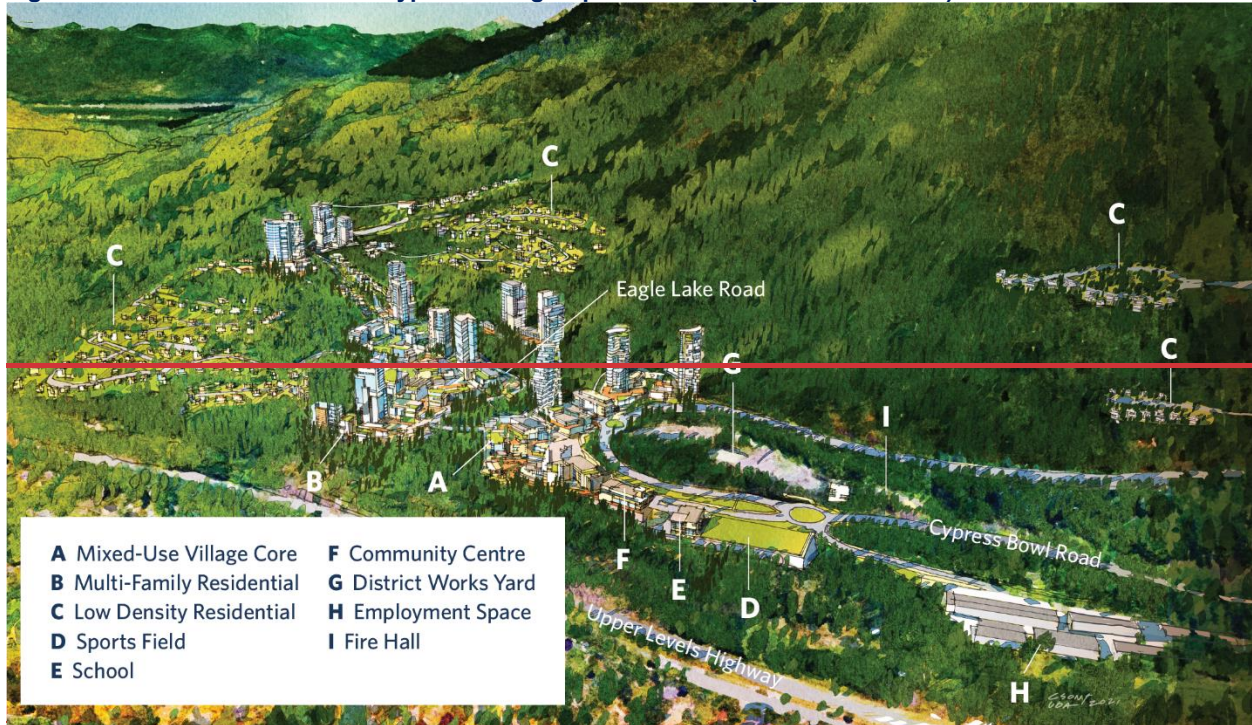 C
C
C
Eagle Lake Road
G
C
I
B
A
Cypress Bowl Road
F
E
D
Upper Levels Highway
H
A Mixed-Use Village Core
B Multi-Family Residential
C Low Density Residential
D Sports Field
E School
F Community Centre
G District Works Yard
H Employment Space
I Fire Hall
2021